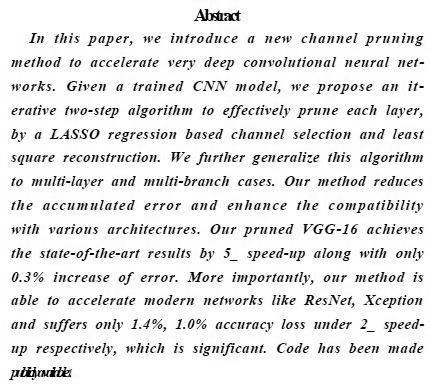 Abstract
In this paper, we introduce a new channel pruning
method to accelerate very deep convolutional neural net-
works. Given a trained CNN model, we propose an it-
erative two-step algorithm to effectively prune each layer,
by a LASSO regression based channel selection and least
square reconstruction. We further generalize this algorithm
to multi-layer and multi-branch cases. Our method reduces
the accumulated error and enhance the compatibility
with various architectures. Our pruned VGG-16 achieves
the state-of-the-art results by 5_ speed-up along with only
0.3% increase of error. More importantly, our method is
able to accelerate modern networks like ResNet, Xception
and suffers only 1.4%, 1.0% accuracy loss under 2_ speed-
up respectively, which is significant. Code has been made